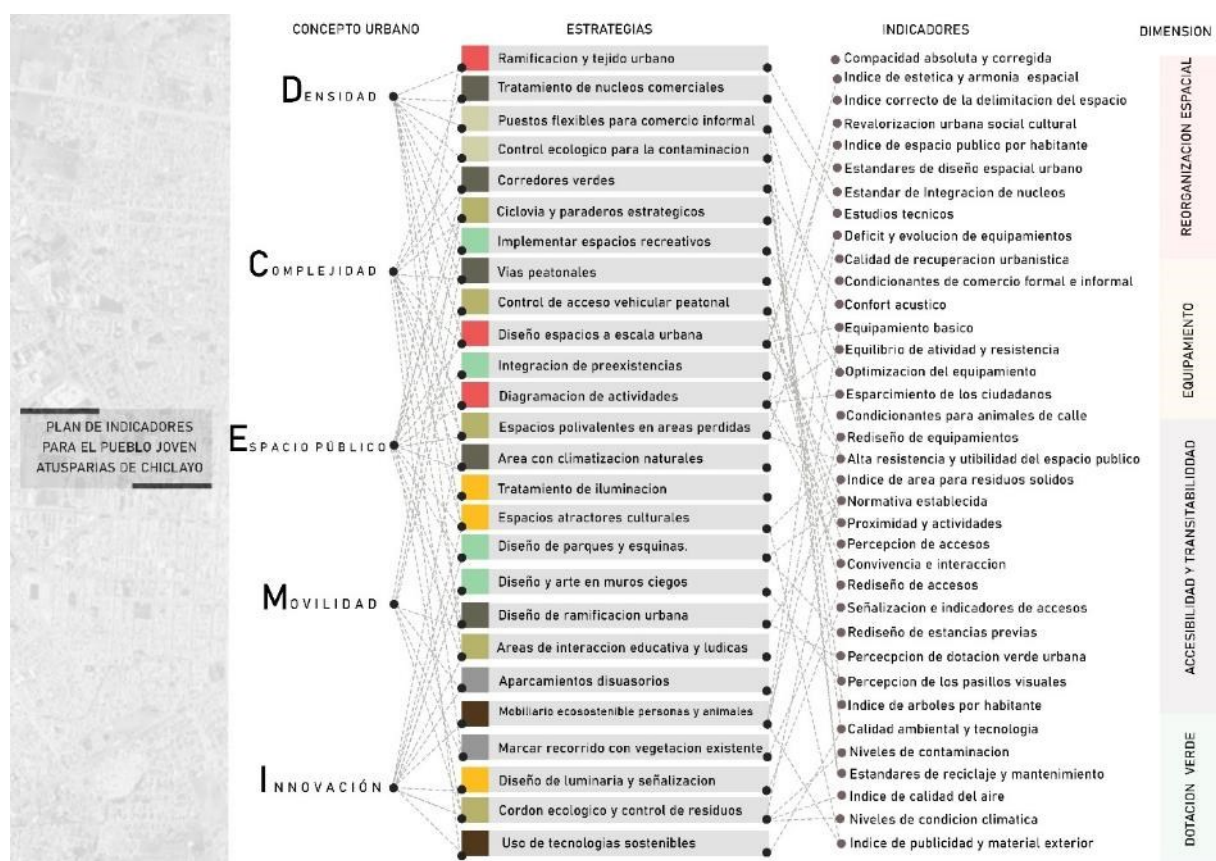 CONCEPTO URBANO
ESTRATEGIAS
INDICADORES
DIMENSION
PLAN DE INDICADORES
PARA EL PUEBLO JOVEN
ATUSPARIAS DE CHICLAYO
DENSIDAD
COMPLEJIDAD
ESPACIO PÚBLICO
MOVILIDAD
INNOVACIÓN
Ramificacion y tejido urbano
Tratamiento de nucleos comerciales
Puestos flexibles para comercio informal
Control ecologico para la contaminacion
Corredores verdes
Ciclovia y paraderos estrategicos
Implementar espacios recreativos
Vias peatonales
Control de acceso vehicular peatonal
Diseño espacios a escala urbana
Integracion de preexistencias
Diagramacion de actividades
Espacios polivalentes en areas perdidas
Area con climatizacion naturales
Tratamiento de iluminacion
Espacios atractores culturales
Diseño de parques y esquinas.
Diseño y arte en muros ciegos
Diseño de ramificacion urbana
Areas de interaccion educativa y ludicas
Aparcamientos disuasorios
Mobiliario ecosostenible personas y animales
Marcar recorrido con vegetacion existente
Diseño de luminaria y señalizacion
Cordon ecologico y control de residuos
Uso de tecnologias sostenibles
Compacidad absoluta y corregida
Indice de estetica y armonia espacial
Indice correcto de la delimitacion del espacio
Revalorizacion urbana social cultural
Indice de espacio publico por habitante
Estandares de diseño espacial urbano
Estandar de Integracion de nucleos
Estudios tecnicos
Deficit y evolucion de equipamientos
Calidad de recuperacion urbanistica
Condicionantes de comercio formal e informal
Confort acustico
Equipamiento basico
Equilibrio de atividad y resistencia
Optimizacion del equipamiento
Esparcimiento de los ciudadanos
Condicionantes para animales de calle
Rediseño de equipamientos
Alta resistencia y utibilidad del espacio publico
Indice de area para residuos solidos
Normativa establecida
Proximidad y actividades
Percepcion de accesos
Convivencia e interaccion
Rediseño de accesos
Señalizacion e indicadores de accesos
Rediseño de estancias previas
Percecpcion de dotacion verde urbana
Percepcion de los pasillos visuales
Indice de arboles por habitante
Calidad ambiental y tecnologia
Niveles de contaminacion
Estandares de reciclaje y mantenimiento
Indice de calidad del aire
Niveles de condicion climatica
Indice de publicidad y material exterior
REORGANIZACION ESPACIAL
EQUIPAMIENTO
ACCESIBILIDAD Y TRANSITABILIDDAD
DOTACION VERDE